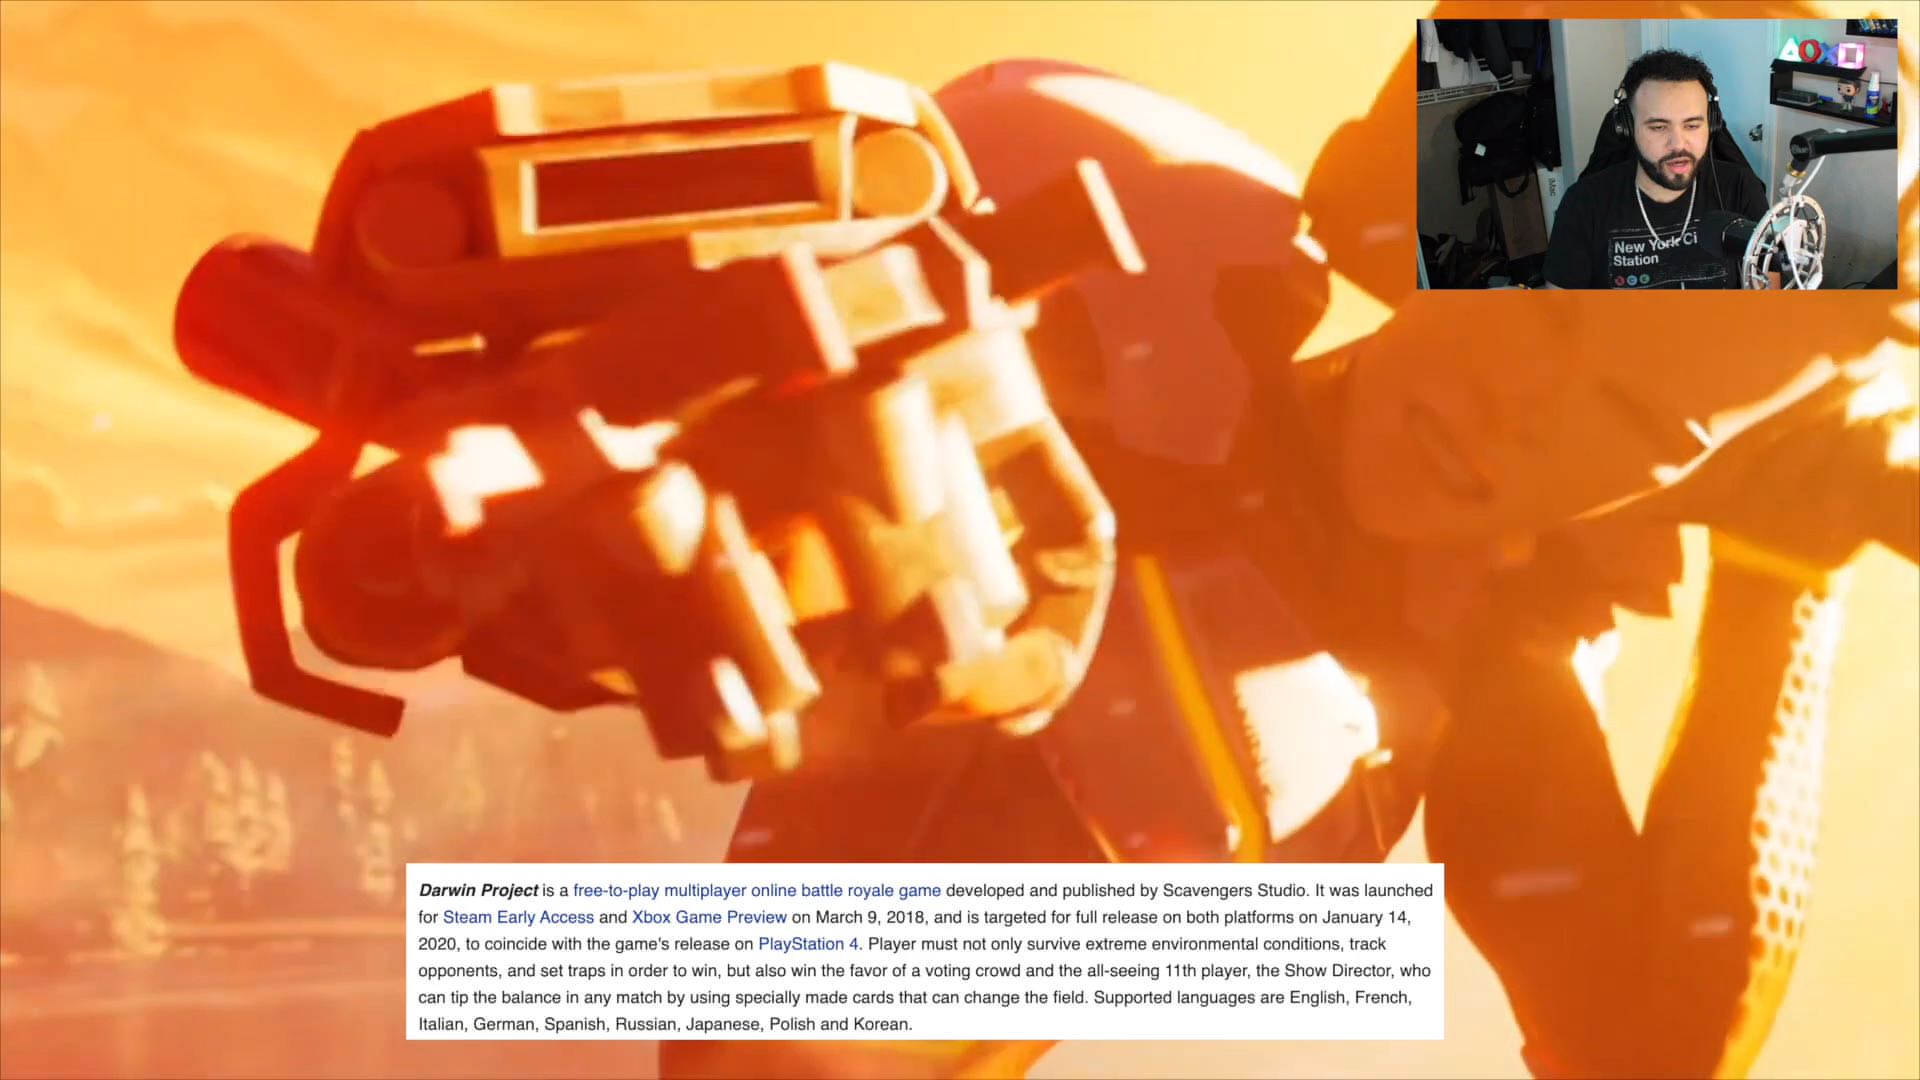 New York Ci
Station
Darwin Project is a free-to-play multiplayer online battle royale game developed and published by Scavengers Studio. It was launched
for Steam Early Access and Xbox Game Preview on March 9, 2018, and is targeted for full release on both platforms on January 14,
2020, to coincide with the game's release on PlayStation 4. Player must not only survive extreme environmental conditions, track
opponents, and set traps in order to win, but also win the favor of a voting crowd and the all-seeing 11th player, the Show Director, who
can tip the balance in any match by using specially made cards that can change the field. Supported languages are English, French,
Italian, German, Spanish, Russian, Japanese, Polish and Korean.